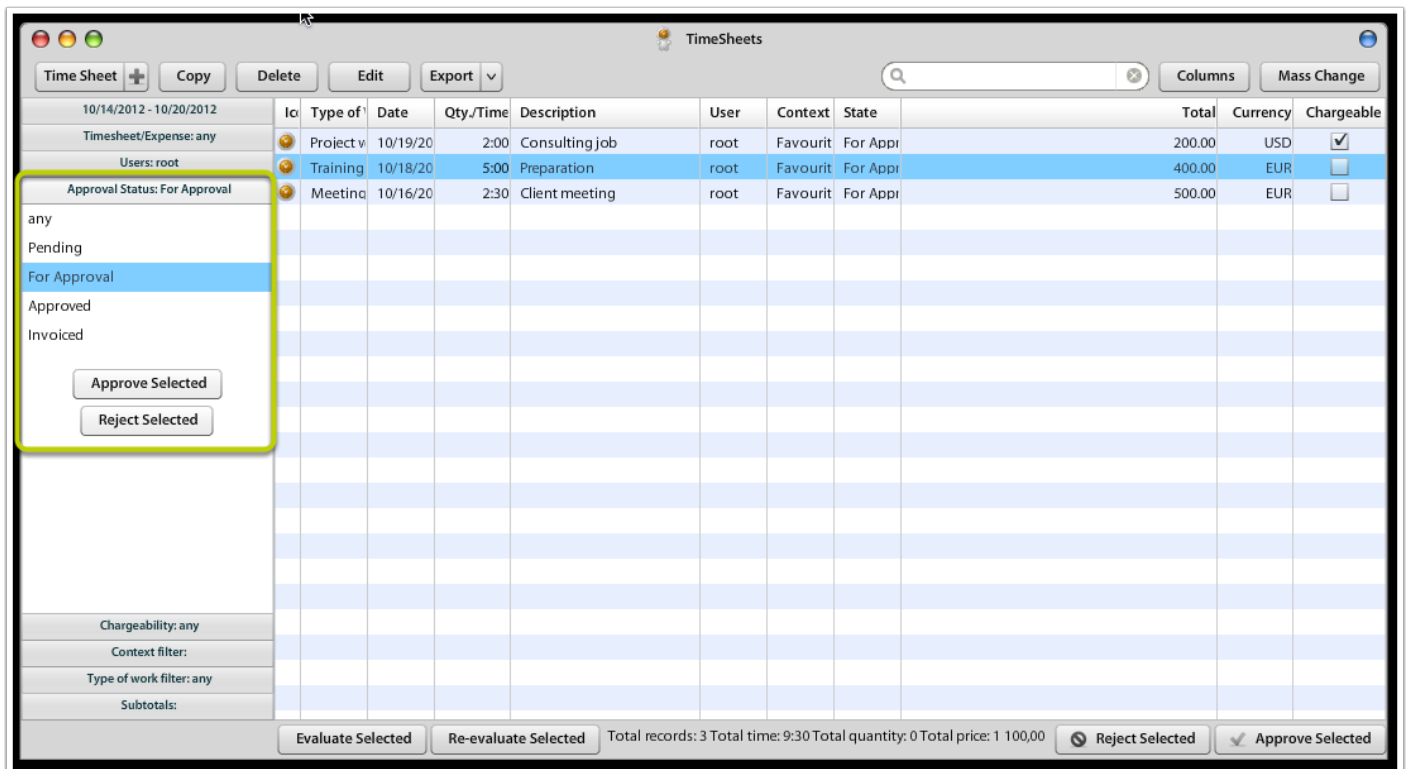 TimeSheets
Time Sheet Copy Delete Edit Export Columns Mass Change
10/14/2012 - 10/20/2012
Timesheet/Expense: any
Users: root
Approval Status: For Approval
any
Pending
For Approval
Approved
Invoiced
Approve Selected
Reject Selected
Chargeability: any
Context filter:
Type of work filter: any
Subtotals:
Type of Date Qty./Time Description User Context State Total Currency Chargeable
Project 10/19/20 2:00 Consulting job root Favourit For Appr 200.00 USD
Training 10/18/20 5:00 Preparation root Favourit For Appr 400.00 EUR
Meeting 10/16/20 2:30 Client meeting root Favourit For Appr 500.00 EUR
Evaluate Selected Re-evaluate Selected Total records: 3 Total time: 9:30 Total quantity: 0 Total price: 1 100,00 Reject Selected Approve Selected